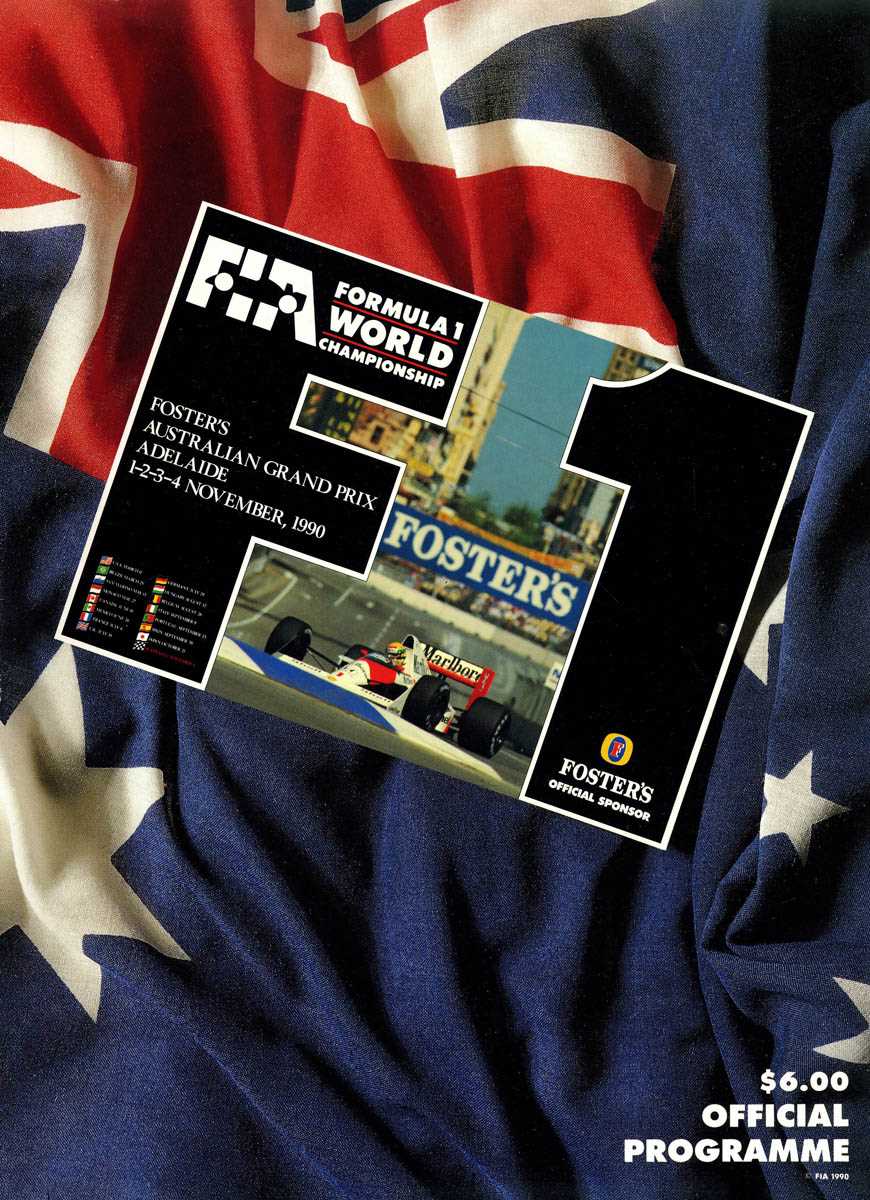 FIA
FORMULA 1
WORLD
CHAMPIONSHIP
FOSTER'S
AUSTRALIAN GRAND PRIX
ADELAIDE
1-2-3-4 NOVEMBER, 1990
FOSTER'S
Marlboro
F
FOSTER'S
OFFICIAL SPONSOR
$6.00
OFFICIAL
PROGRAMME
© FIA 1990